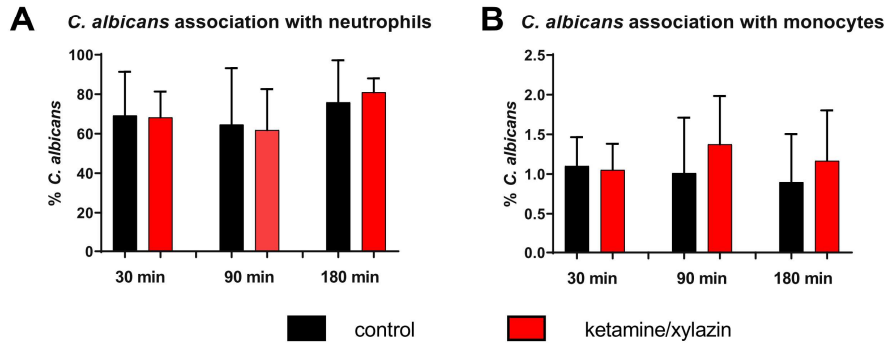 A C. albicans association with neutrophils
% C. albicans
100
80
60
40
20
0
30 min 90 min 180 min
B C. albicans association with monocytes
% C. albicans
2.5
2.0
1.5
1.0
0.5
0.0
30 min 90 min 180 min
control ketamine/xylazin